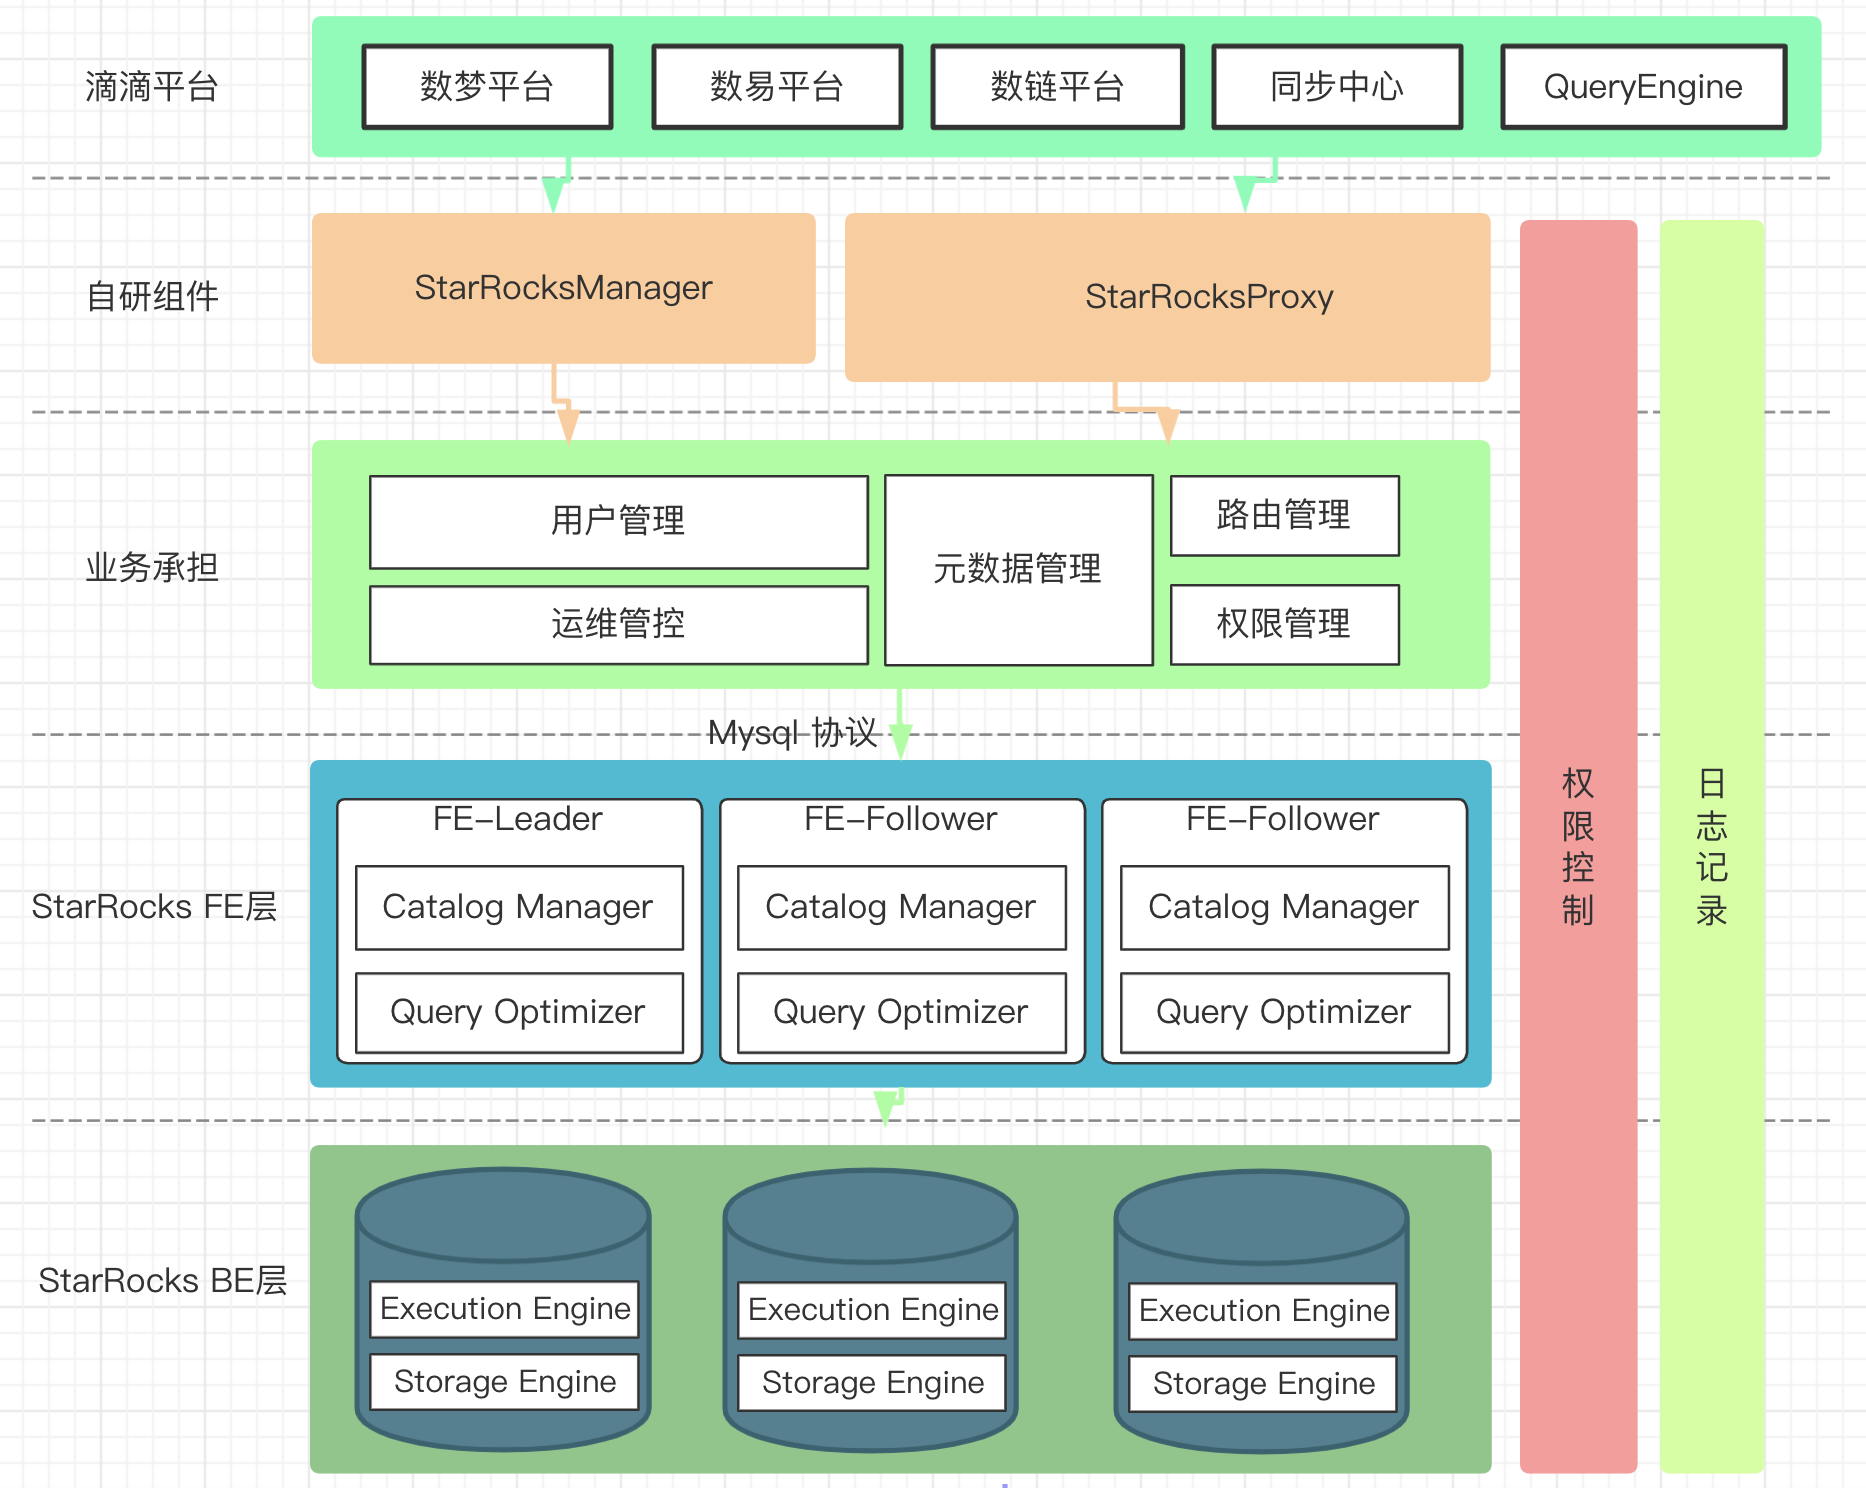 滴滴平台
数梦平台
数易平台
数链平台
同步中心
QueryEngine
自研组件
StarRocksManager
StarRocksProxy
业务承担
用户管理
运维管控
元数据管理
路由管理
权限管理
Mysql 协议
StarRocks FE层
FE-Leader
Catalog Manager
Query Optimizer
FE-Follower
Catalog Manager
Query Optimizer
FE-Follower
Catalog Manager
Query Optimizer
StarRocks BE层
Execution Engine
Storage Engine
Execution Engine
Storage Engine
Execution Engine
Storage Engine
权限控制
日志记录